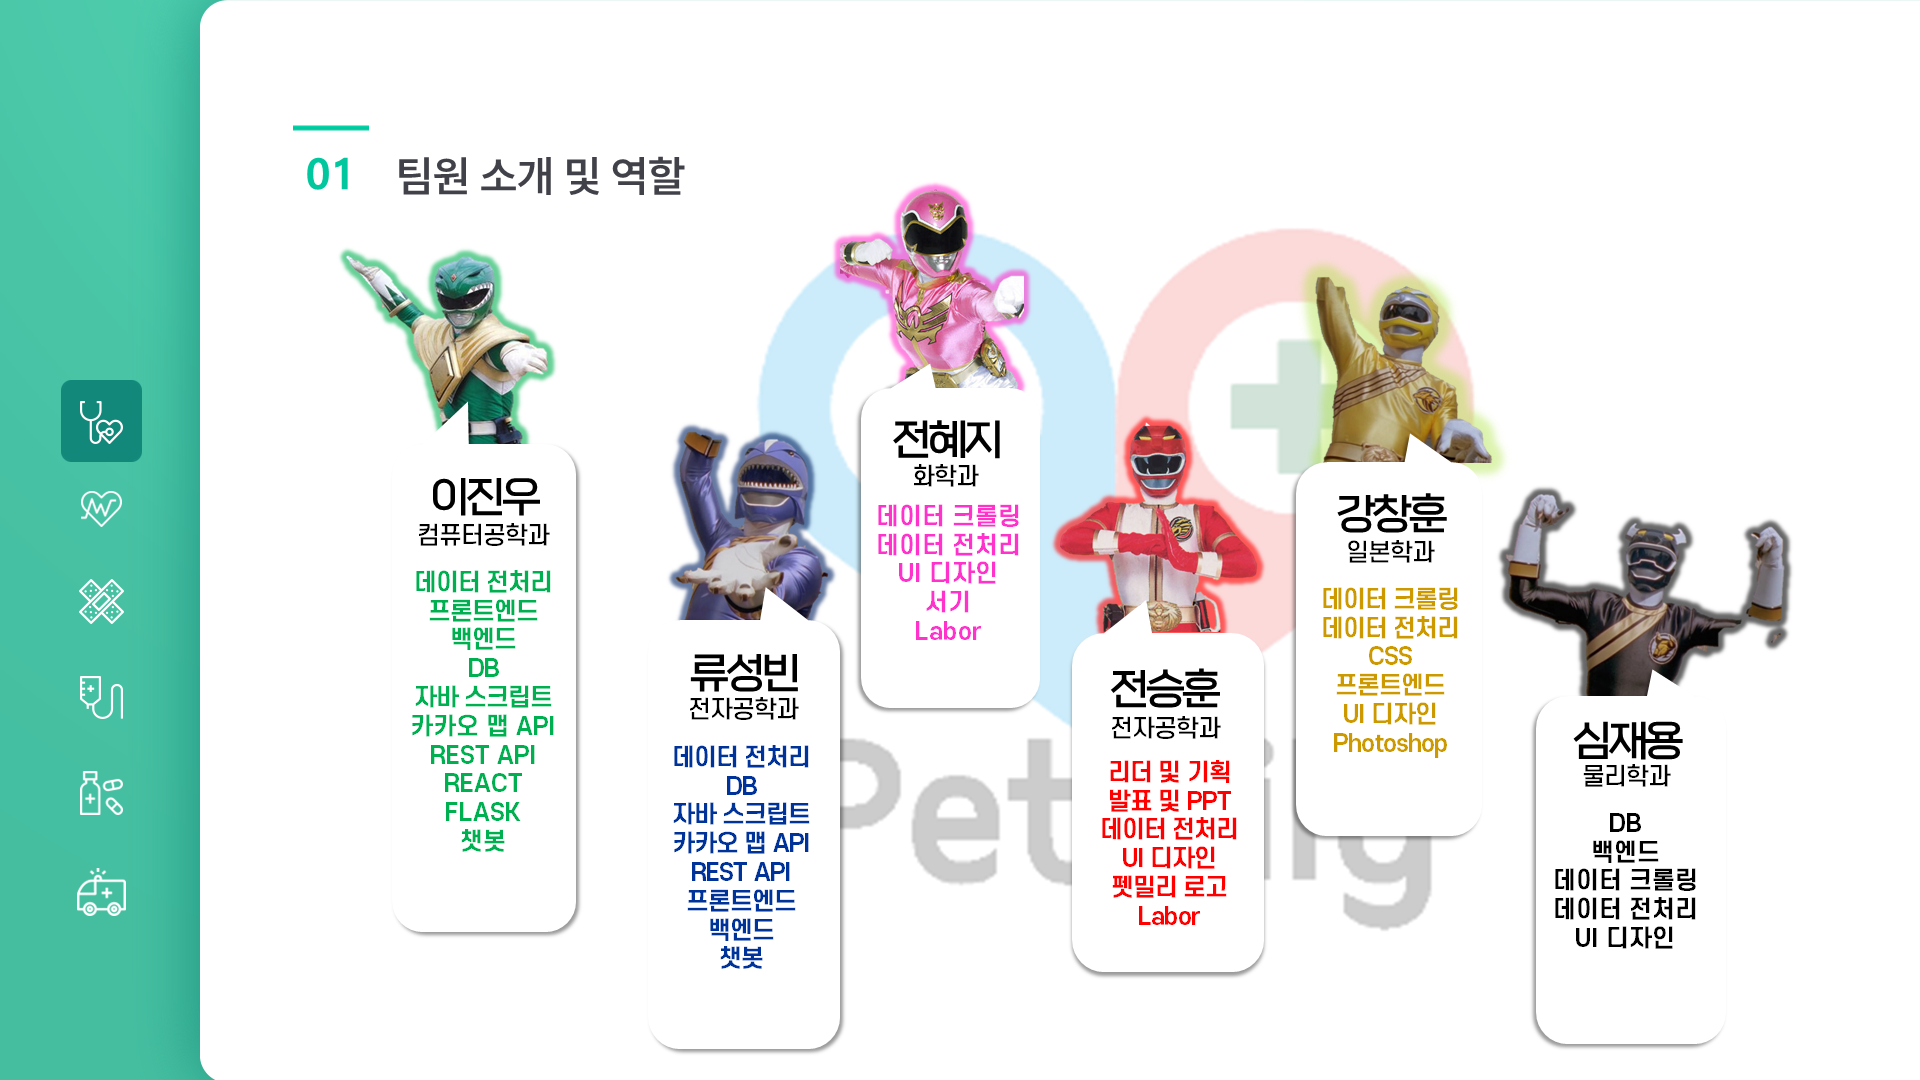 01 팀원 소개 및 역할
이진우
컴퓨터공학과
데이터 전처리
프론트엔드
백엔드
DB
자바 스크립트
카카오 맵 API
REST API
REACT
FLASK
챗봇
류성빈
전자공학과
데이터 전처리
DB
자바 스크립트
카카오 맵 API
REST API
프론트엔드
백엔드
챗봇
전혜지
화학과
데이터 크롤링
데이터 전처리
UI 디자인
서기
Labor
전승훈
전자공학과
리더 및 기획
발표 및 PPT
데이터 전처리
UI 디자인
펫밀리 로고
Labor
강창훈
일본학과
데이터 크롤링
데이터 전처리
CSS
프론트엔드
UI 디자인
Photoshop
심재용
물리학과
DB
백엔드
데이터 크롤링
데이터 전처리
UI 디자인